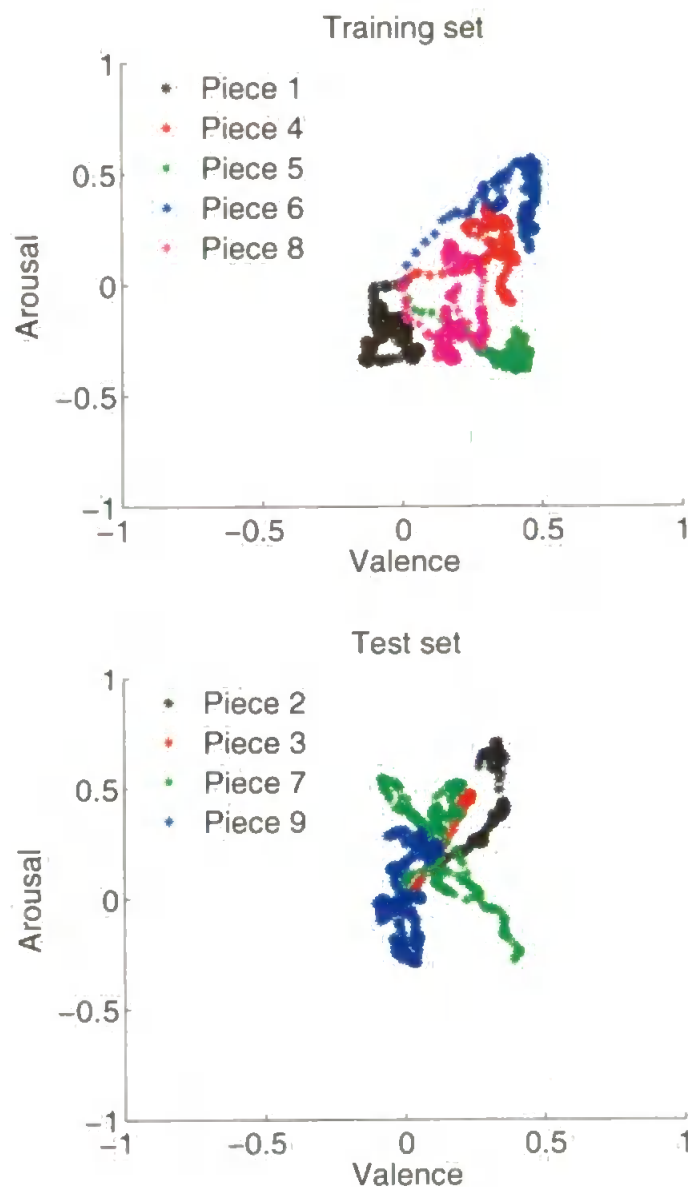 Training set
1
Piece 1
Piece 4
0.5
Piece 5
Piece 6
Piece 8
Arousal
0
−0.5
−1
−1 −0.5 0 0.5 1
Valence
Test set
1
Piece 2
Piece 3
0.5
Piece 7
Piece 9
Arousal
0
−0.5
−1
−1 −0.5 0 0.5 1
Valence